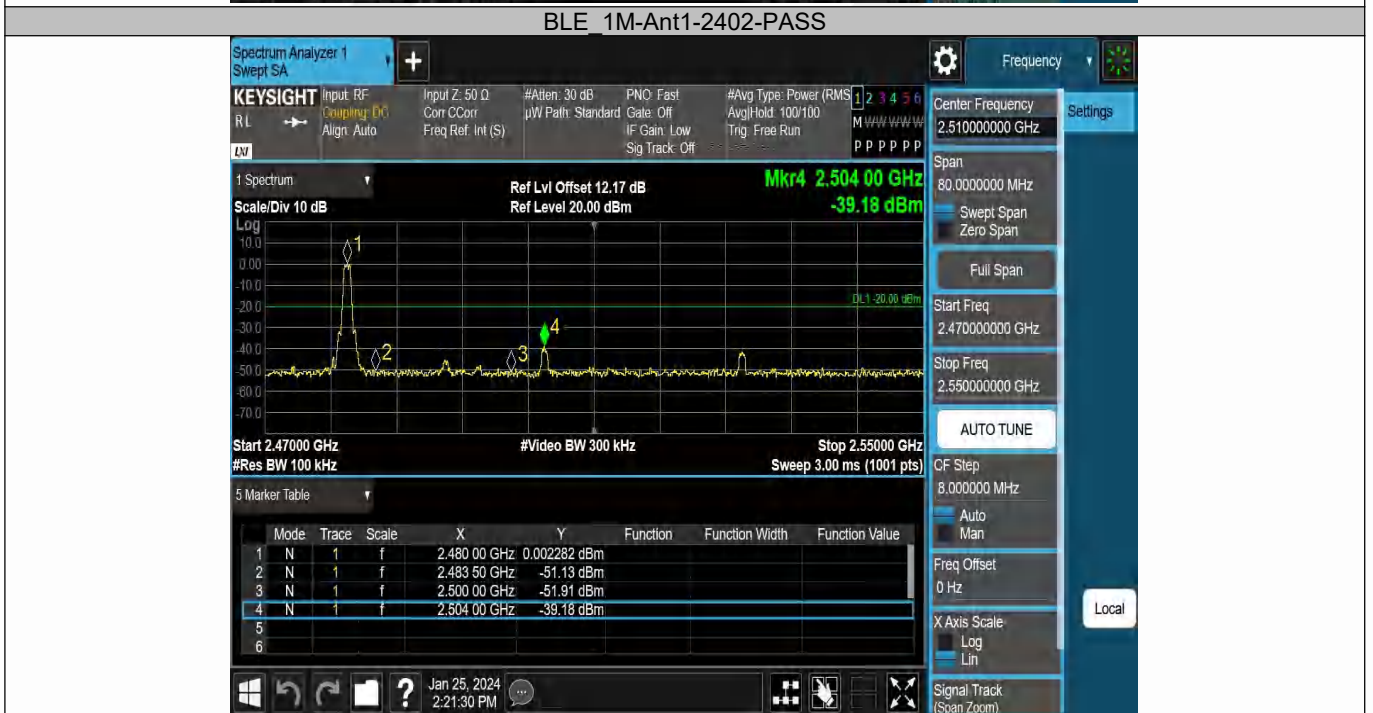 BLE_1M-Ant1-2402-PASS
Spectrum Analyzer 1
Swept SA
+
Frequency
KEYSIGHT
RL
LXI
Input: RF
Coupling: DC
Align: Auto
Input Z: 50 Ω
Corr CCorr
Freq Ref: Int (S)
#Atten: 30 dB
µW Path: Standard
PNO: Fast
Gate: Off
IF Gain: Low
Sig Track: Off
#Avg Type: Power (RMS
Avg|Hold: 100/100
Trig: Free Run
1 2 3 4 5 6
M W W W W W
P P P P P P
1 Spectrum
Scale/Div 10 dB
Ref Lvl Offset 12.17 dB
Ref Level 20.00 dBm
Mkr4 2.504 00 GHz
-39.18 dBm
Log
10.0
0.00
-10.0
-20.0
-30.0
-40.0
-50.0
-60.0
-70.0
1
2
3
4
DL1 -20.00 dBm
Start 2.47000 GHz
#Video BW 300 kHz
Stop 2.55000 GHz
#Res BW 100 kHz
Sweep 3.00 ms (1001 pts)
5 Marker Table
Mode Trace Scale X Y Function Function Width Function Value
1 N 1 f 2.480 00 GHz 0.002282 dBm
2 N 1 f 2.483 50 GHz -51.13 dBm
3 N 1 f 2.500 00 GHz -51.91 dBm
4 N 1 f 2.504 00 GHz -39.18 dBm
5
6
?
Jan 25, 2024
2:21:30 PM
Center Frequency
2.510000000 GHz
Settings
Span
80.0000000 MHz
Swept Span
Zero Span
Full Span
Start Freq
2.470000000 GHz
Stop Freq
2.550000000 GHz
AUTO TUNE
CF Step
8.000000 MHz
Auto
Man
Freq Offset
0 Hz
Local
X Axis Scale
Log
Lin
Signal Track
(Span Zoom)